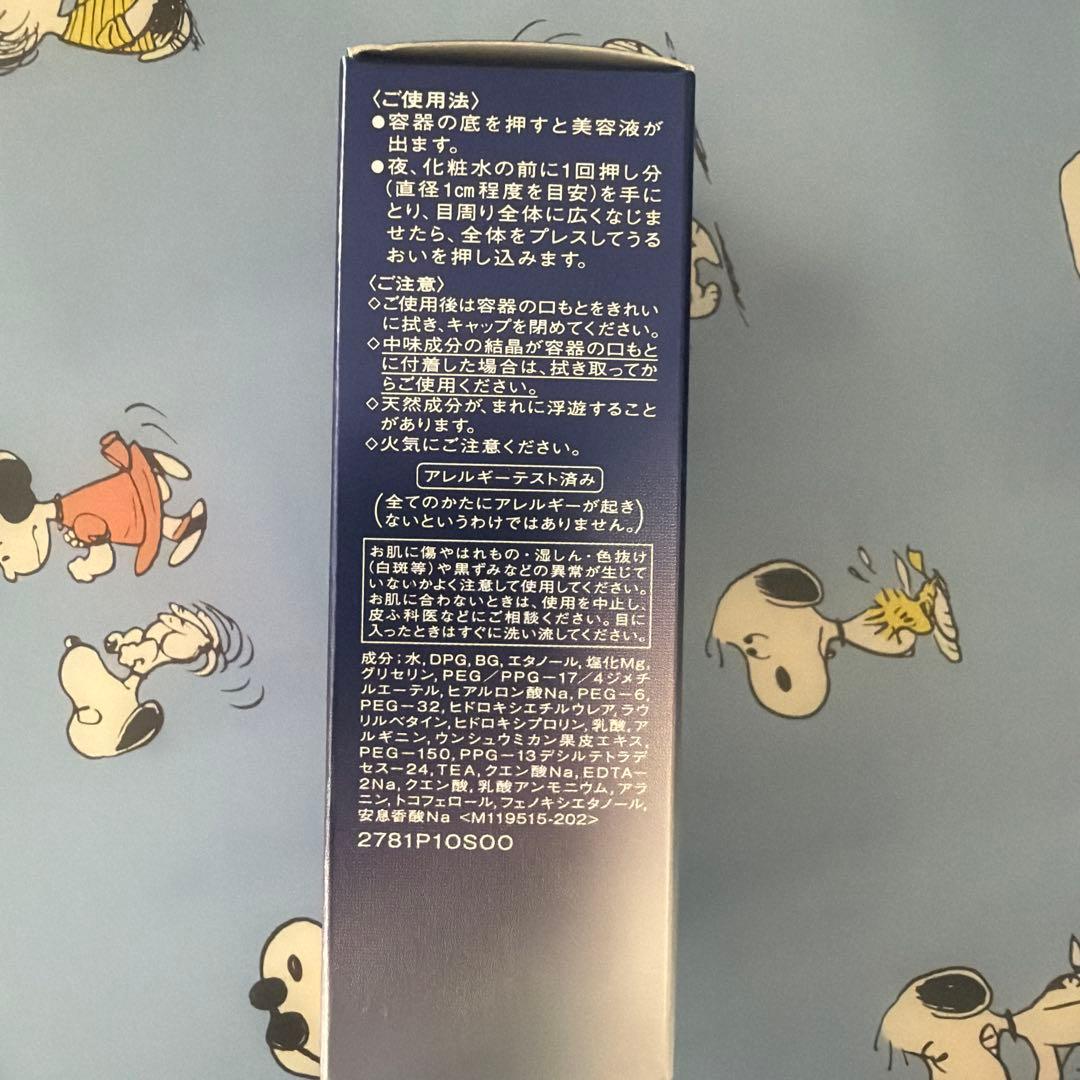 〈ご使用法〉
●容器の底を押すと美容液が
出ます。
●夜、化粧水の前に1回押し分
(直径1cm程度を目安)を手に
とり、目周り全体に広くなじま
せたら、全体をプレスしてうる
おいを押し込みます。
〈ご注意〉
◇ご使用後は容器の口もとをきれい
に拭き、キャップを閉めてください。
◇中味成分の結晶が容器の口もと
に付着した場合は、拭き取ってか
らご使用ください。
◇天然成分が、まれに浮遊すること
があります。
◇火気にご注意ください。
アレルギーテスト済み
(全てのかたにアレルギーが起き
ないというわけではありません。)
お肌に傷やはれもの・湿しん・色抜け
(白斑等)や黒ずみなどの異常が生じて
いないかよく注意して使用してください。
お肌に合わないときは、使用を中止し、
皮ふ科医などにご相談ください。目に
入ったときはすぐに洗い流してください。
成分：水,DPG,BG,エタノール,塩化Mg,
グリセリン,PEG／PPG－17／4ジメチ
ルエーテル,ヒアルロン酸Na,PEG－6,
PEG－32,ヒドロキシエチルウレア,ラウ
リルベタイン,ヒドロキシプロリン,乳酸,ア
ルギニン,ウンシュウミカン果皮エキス,
PEG－150,PPG－13デシルテトラデ
セス－24,TEA,クエン酸Na,EDTA－
2Na,クエン酸,乳酸アンモニウム,アラ
ニン,トコフェロール,フェノキシエタノール,
安息香酸Na <M119515-202>
2781P10S00